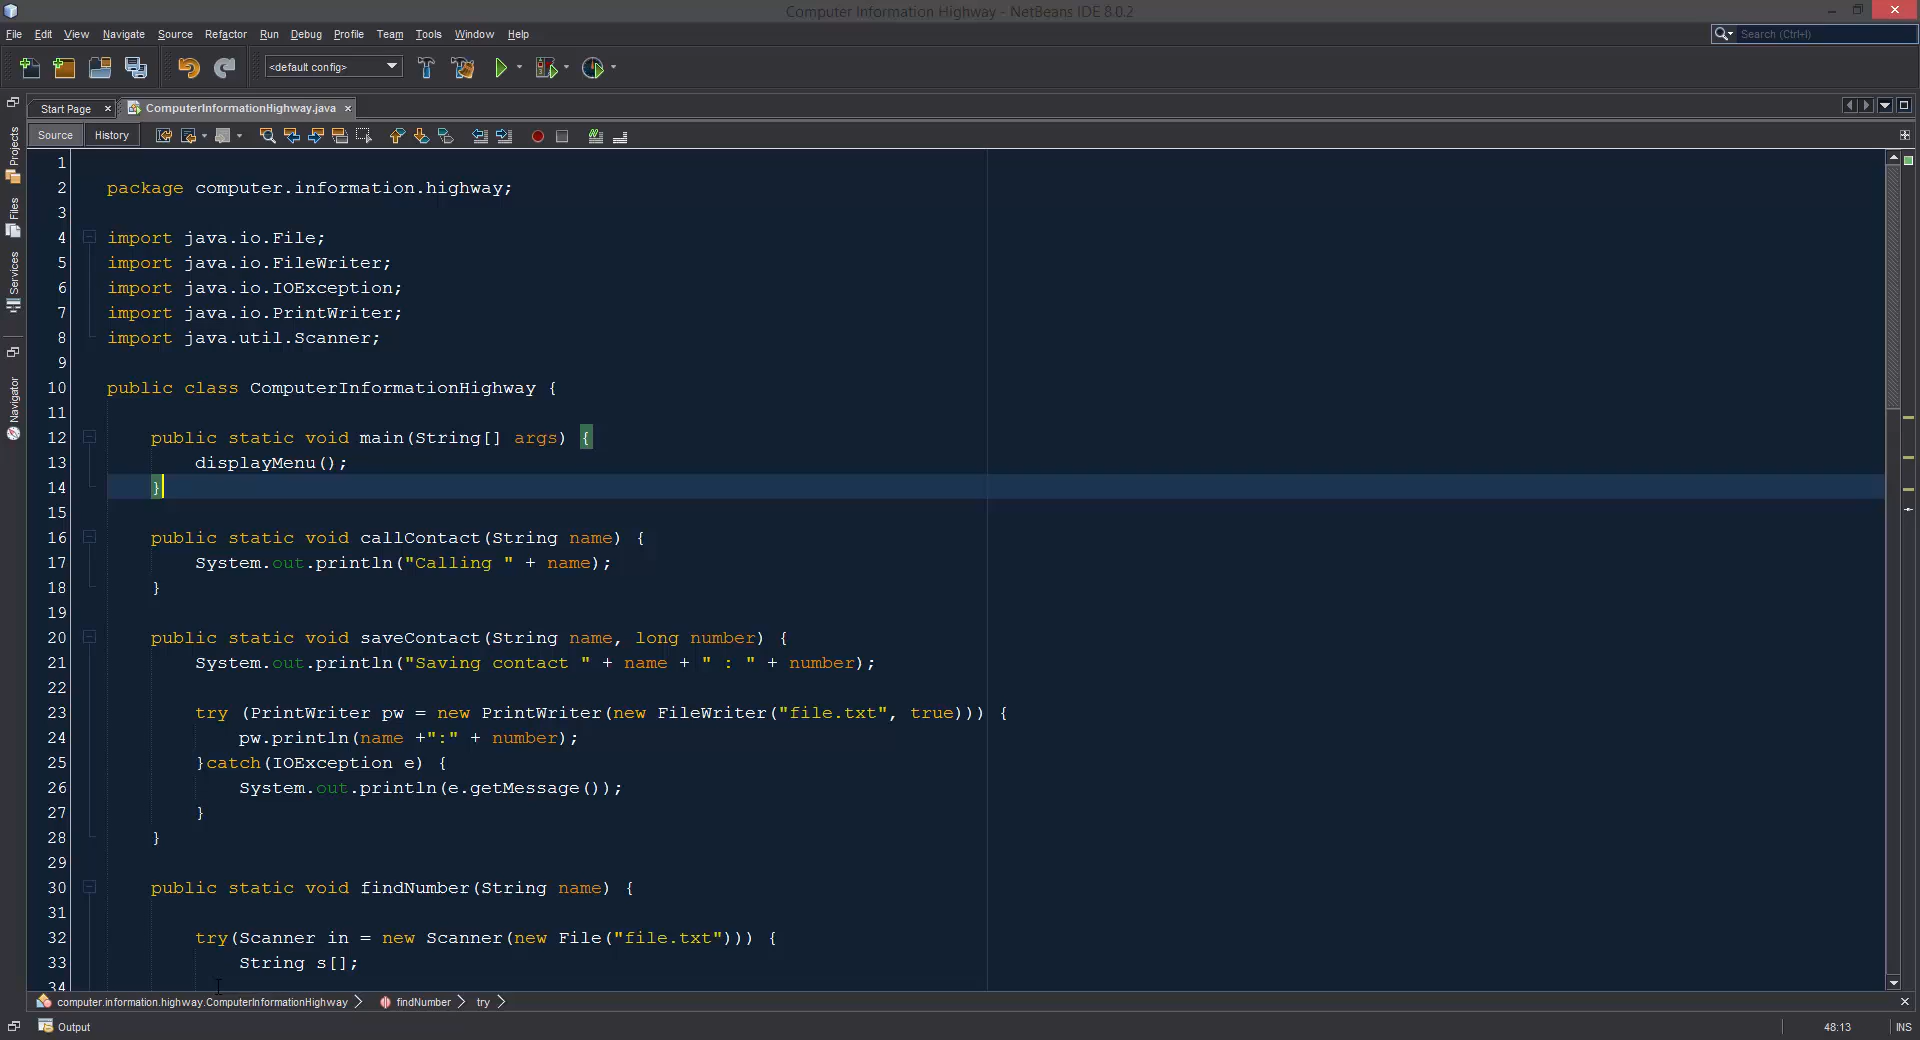 Computer Information Highway - NetBeans IDE 8.0.2
File Edit View Navigate Source Refactor Run Debug Profile Team Tools Window Help
Search (Ctrl+I)
<default config>
Start Page
ComputerInformationHighway.java
Source History
Projects
Files
Services
Navigator
1
2 package computer.information.highway;
3
4 import java.io.File;
5 import java.io.FileWriter;
6 import java.io.IOException;
7 import java.io.PrintWriter;
8 import java.util.Scanner;
9
10 public class ComputerInformationHighway {
11
12 public static void main(String[] args) {
13 displayMenu();
14 }
15
16 public static void callContact(String name) {
17 System.out.println("Calling " + name);
18 }
19
20 public static void saveContact(String name, long number) {
21 System.out.println("Saving contact " + name + " : " + number);
22
23 try (PrintWriter pw = new PrintWriter(new FileWriter("file.txt", true))) {
24 pw.println(name +":" + number);
25 }catch(IOException e) {
26 System.out.println(e.getMessage());
27 }
28 }
29
30 public static void findNumber(String name) {
31
32 try(Scanner in = new Scanner(new File("file.txt"))) {
33 String s[];
34
computer.information.highway.ComputerInformationHighway findNumber try
Output
48:13 INS